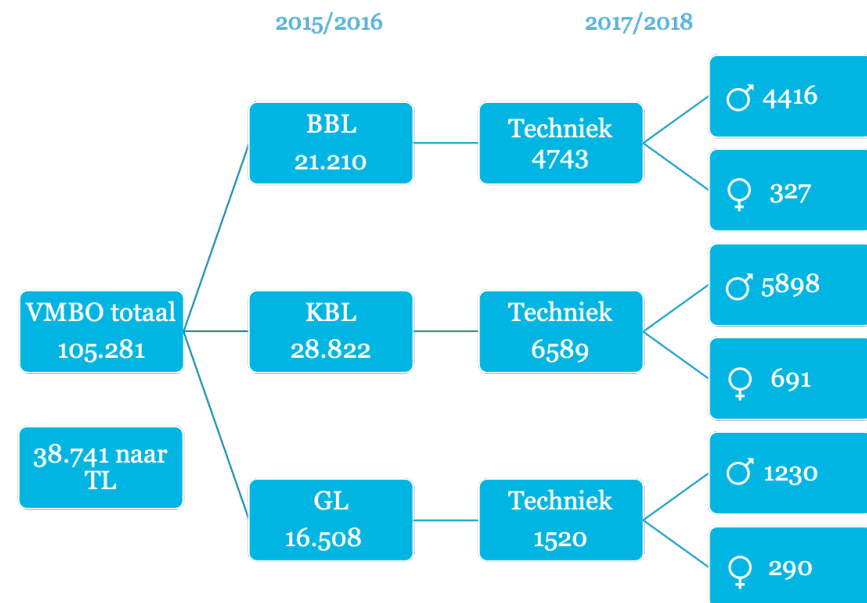 2015/2016
2017/2018
VMBO totaal
105.281
38.741 naar
TL
BBL
21.210
Techniek
4743
♂ 4416
♀ 327
KBL
28.822
Techniek
6589
♂ 5898
♀ 691
GL
16.508
Techniek
1520
♂ 1230
♀ 290